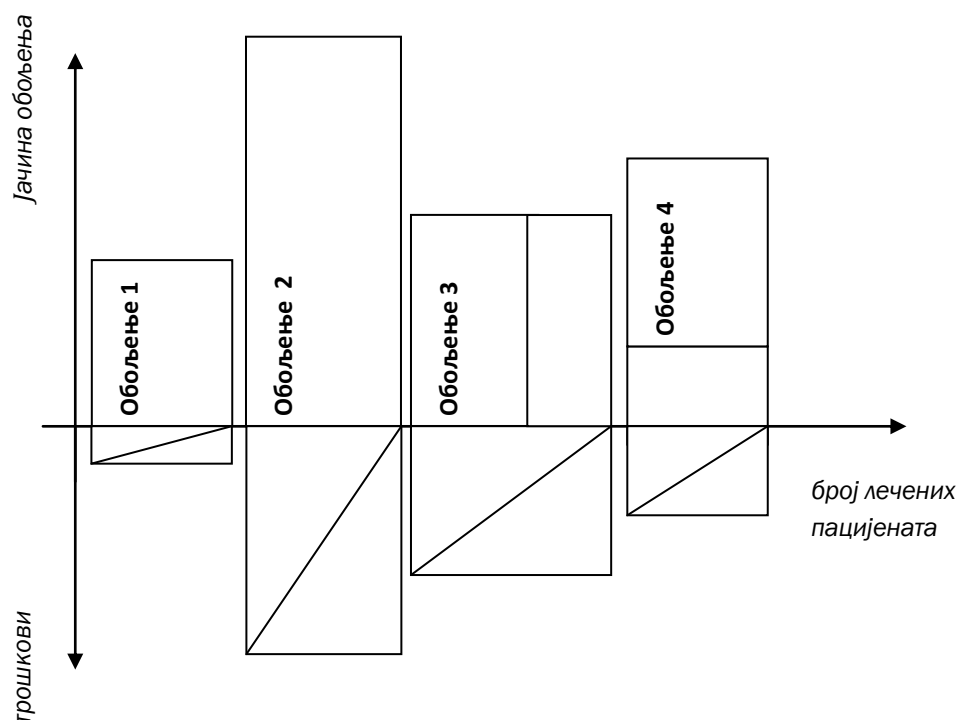 Јачина обољења
Обољење 1
Обољење 2
Обољење 3
Обољење 4
број лечених
пацијената
трошкови